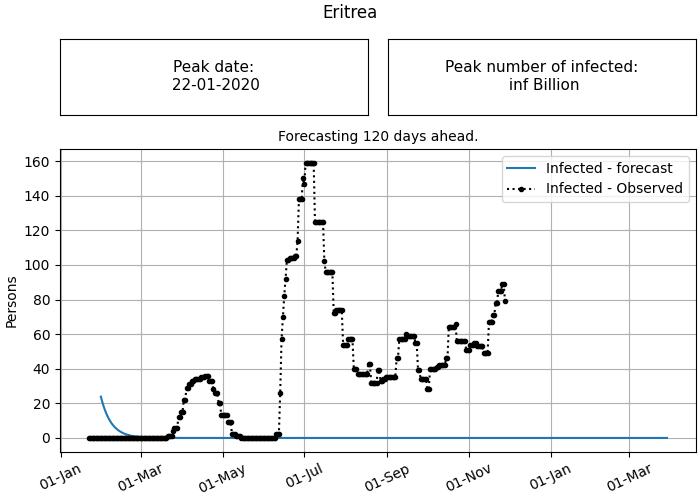 Eritrea
Peak date:
22-01-2020
Peak number of infected:
inf Billion
Forecasting 120 days ahead.
Infected - forecast
Infected - Observed
Persons
160
140
120
100
80
60
40
20
0
01-Jan
01-Mar
01-May
01-Jul
01-Sep
01-Nov
01-Jan
01-Mar